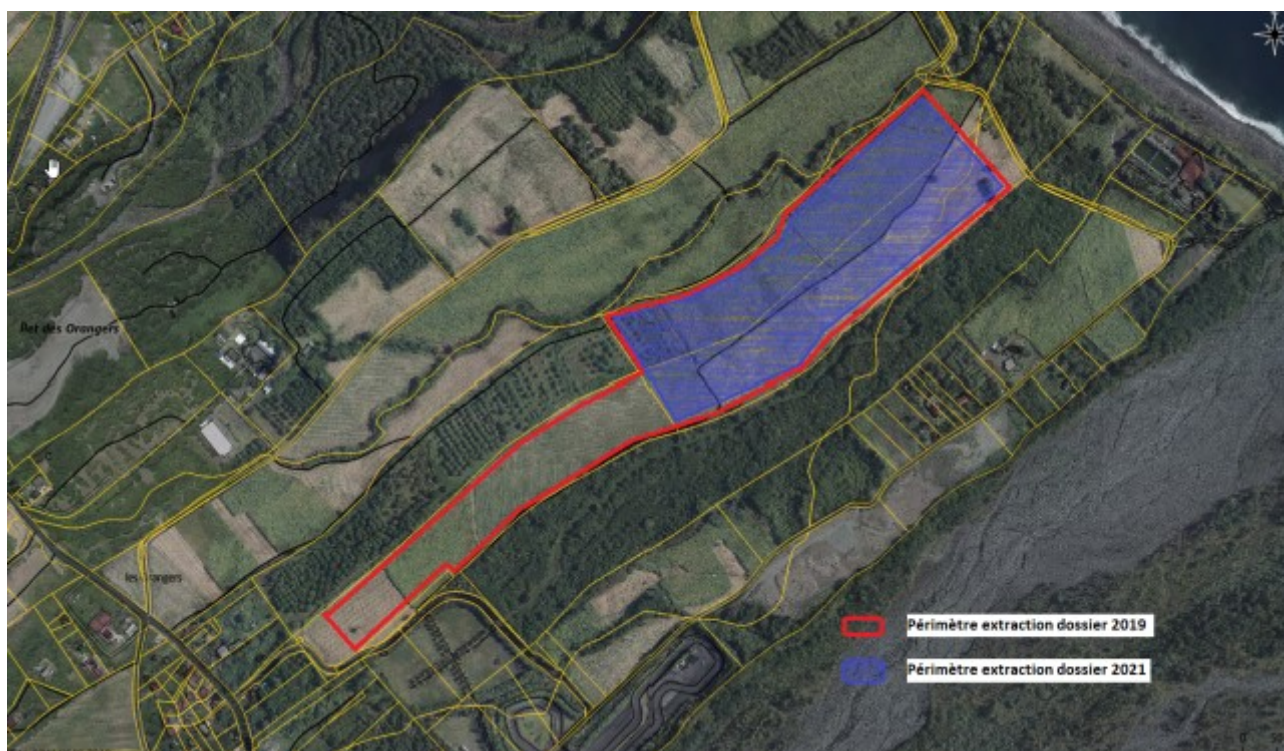 Îlet des Orangers
les Orangers
Périmètre extraction dossier 2019
Périmètre extraction dossier 2021